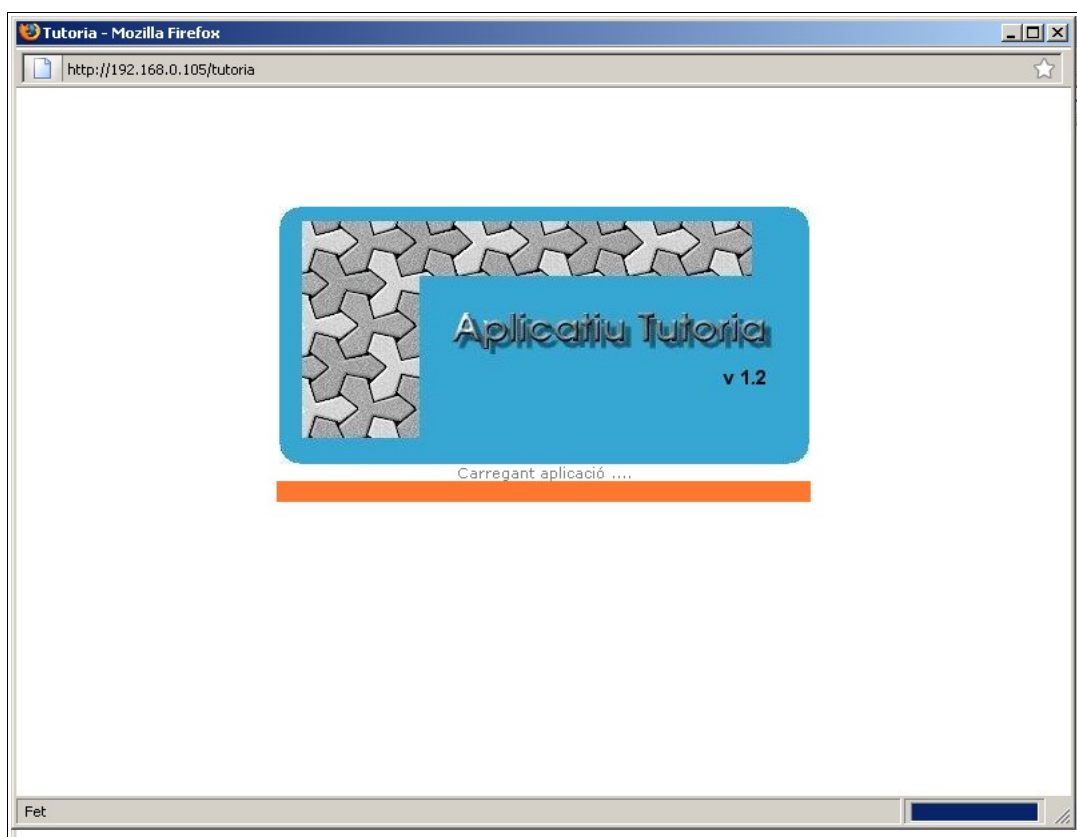 Tutoria - Mozilla Firefox
http://192.168.0.105/tutoria
Aplicatiu Tutoria
v 1.2
Carregant aplicació ....
Fet